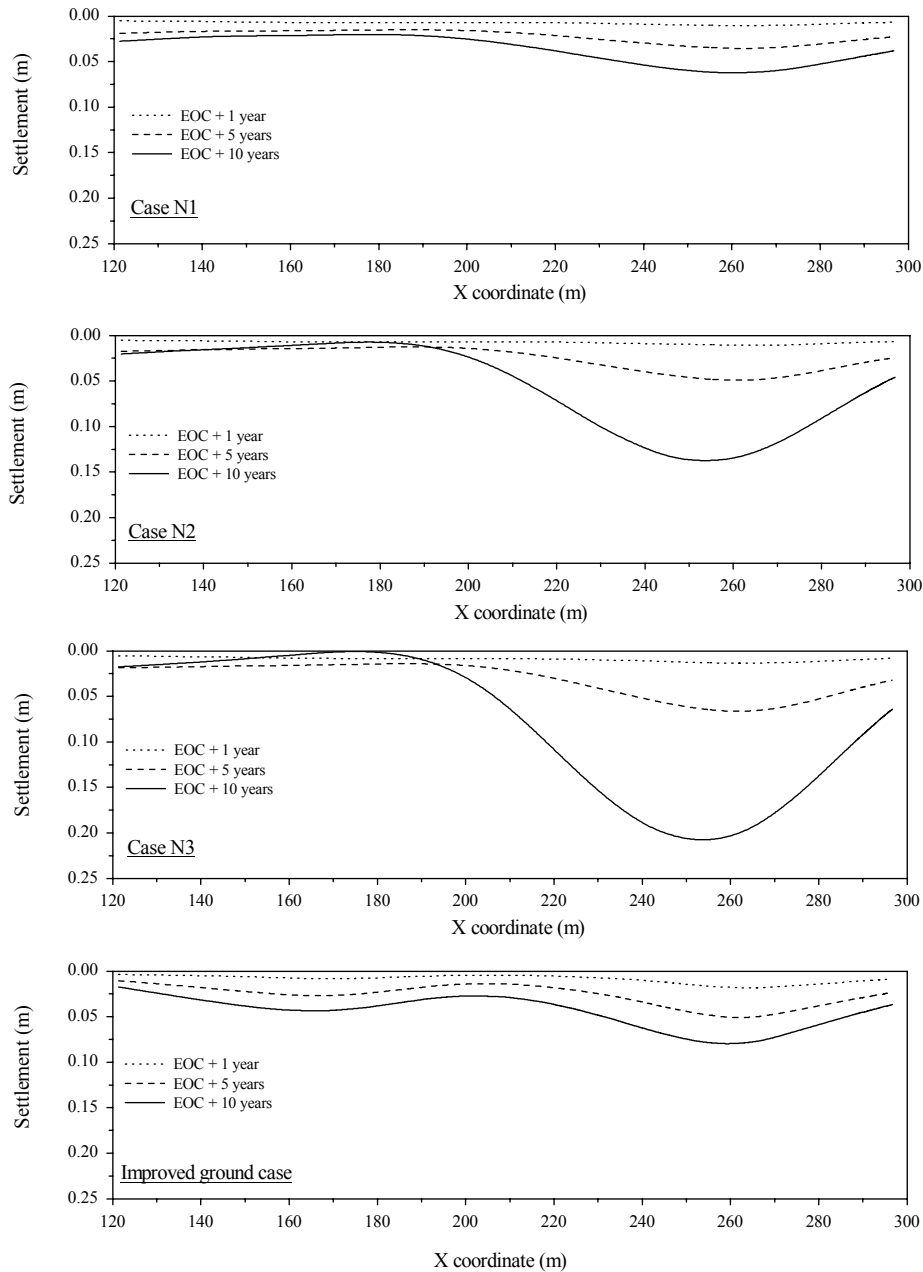 0.00
0.05
0.10
0.15
0.20
0.25
Settlement (m)
EOC + 1 year
EOC + 5 years
EOC + 10 years
Case N1
120 140 160 180 200 220 240 260 280 300
X coordinate (m)
0.00
0.05
0.10
0.15
0.20
0.25
Settlement (m)
EOC + 1 year
EOC + 5 years
EOC + 10 years
Case N2
120 140 160 180 200 220 240 260 280 300
X coordinate (m)
0.00
0.05
0.10
0.15
0.20
0.25
Settlement (m)
EOC + 1 year
EOC + 5 years
EOC + 10 years
Case N3
120 140 160 180 200 220 240 260 280 300
X coordinate (m)
0.00
0.05
0.10
0.15
0.20
0.25
Settlement (m)
EOC + 1 year
EOC + 5 years
EOC + 10 years
Improved ground case
120 140 160 180 200 220 240 260 280 300
X coordinate (m)